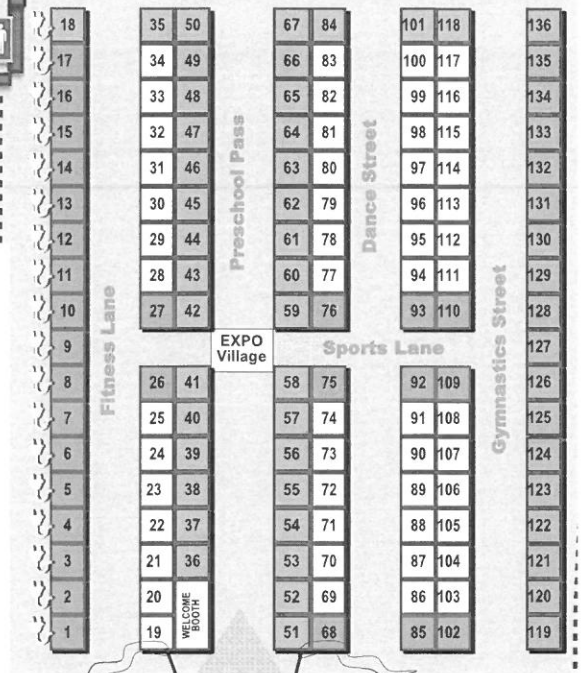 18 35 50 67 84 101 118 136
17 34 49 66 83 100 117 135
16 33 48 65 82 99 116 134
15 32 47 64 81 98 115 133
14 31 46 63 80 97 114 132
13 30 45 62 79 96 113 131
12 29 44 61 78 95 112 130
11 28 43 60 77 94 111 129
10 27 42 59 76 93 110 128
Fitness Lane
Preschool Pass
Dance Street
Gymnastics Street
9 127
EXPO
Village
Sports Lane
8 26 41 58 75 92 109 126
7 25 40 57 74 91 108 125
6 24 39 56 73 90 107 124
5 23 38 55 72 89 106 123
4 22 37 54 71 88 105 122
3 21 36 53 70 87 104 121
2 20 52 69 86 103 120
WELCOME
BOOTH
1 19 51 68 85 102 119